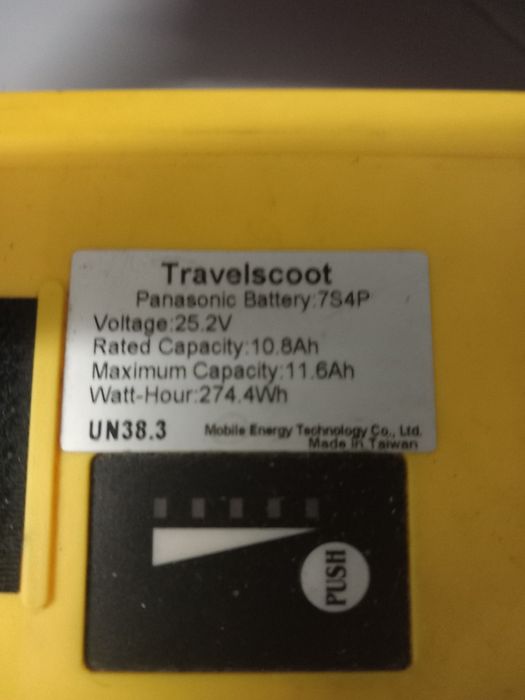 Travelscoot
Panasonic Battery:7S4P
Voltage:25.2V
Rated Capacity:10.8Ah
Maximum Capacity:11.6Ah
Watt-Hour:274.4Wh
UN38.3 Mobile Energy Technology Co., Ltd.
Made in Taiwan
PUSH